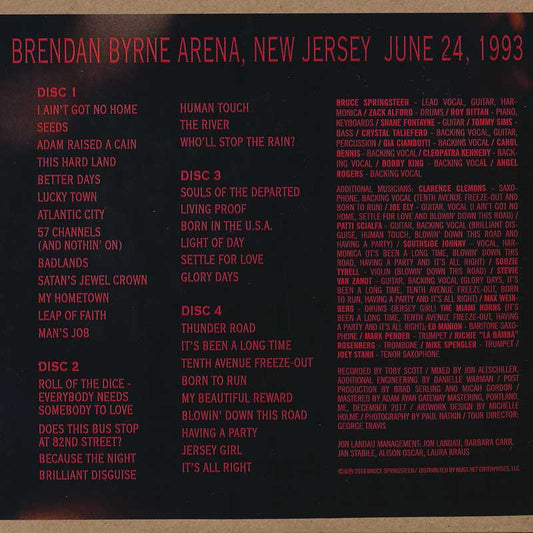 BRENDAN BYRNE ARENA, NEW JERSEY JUNE 24, 1993
DISC 1
I AIN'T GOT NO HOME
SEEDS
ADAM RAISED A CAIN
THIS HARD LAND
BETTER DAYS
LUCKY TOWN
ATLANTIC CITY
57 CHANNELS
(AND NOTHIN' ON)
BADLANDS
SATAN'S JEWEL CROWN
MY HOMETOWN
LEAP OF FAITH
MAN'S JOB
DISC 2
ROLL OF THE DICE -
EVERYBODY NEEDS
SOMEBODY TO LOVE
DOES THIS BUS STOP
AT 82ND STREET?
BECAUSE THE NIGHT
BRILLIANT DISGUISE
HUMAN TOUCH
THE RIVER
WHO'LL STOP THE RAIN?
DISC 3
SOULS OF THE DEPARTED
LIVING PROOF
BORN IN THE U.S.A.
LIGHT OF DAY
SETTLE FOR LOVE
GLORY DAYS
DISC 4
THUNDER ROAD
IT'S BEEN A LONG TIME
TENTH AVENUE FREEZE-OUT
BORN TO RUN
MY BEAUTIFUL REWARD
BLOWIN' DOWN THIS ROAD
HAVING A PARTY
JERSEY GIRL
IT'S ALL RIGHT
BRUCE SPRINGSTEEN - LEAD VOCAL, GUITAR, HAR-
MONICA / ZACK ALFORD - DRUMS / ROY BITTAN - PIANO,
KEYBOARDS / SHANE FONTAYNE - GUITAR / TOMMY SIMS -
BASS / CRYSTAL TALIEFERO - BACKING VOCAL, GUITAR,
PERCUSSION / GIA CIAMBOTTI - BACKING VOCAL / CAROL
DENNIS - BACKING VOCAL / CLEOPATRA KENNEDY - BACK-
ING VOCAL / BOBBY KING - BACKING VOCAL / ANGEL
ROGERS - BACKING VOCAL
ADDITIONAL MUSICIANS: CLARENCE CLEMONS - SAXO-
PHONE, BACKING VOCAL (TENTH AVENUE FREEZE-OUT AND
BORN TO RUN) / JOE ELY - GUITAR, VOCAL (I AIN'T GOT NO
HOME, SETTLE FOR LOVE AND BLOWIN' DOWN THIS ROAD) /
PATTI SCIALFA - GUITAR, BACKING VOCAL (BRILLIANT DIS-
GUISE, HUMAN TOUCH, BLOWIN' DOWN THIS ROAD AND
HAVING A PARTY) / SOUTHSIDE JOHNNY - VOCAL, HAR-
MONICA (IT'S BEEN A LONG TIME, BLOWIN' DOWN THIS
ROAD, HAVING A PARTY AND IT'S ALL RIGHT) / SOOZIE
TYRELL - VIOLIN (BLOWIN' DOWN THIS ROAD) / STEVIE
VAN ZANDT - GUITAR, BACKING VOCAL (GLORY DAYS, IT'S
BEEN A LONG TIME, TENTH AVENUE FREEZE-OUT, BORN
TO RUN, HAVING A PARTY AND IT'S ALL RIGHT) / MAX WEIN-
BERG - DRUMS (JERSEY GIRL) THE MIAMI HORNS (IT'S
BEEN A LONG TIME, TENTH AVENUE FREEZE-OUT, HAVING
A PARTY AND IT'S ALL RIGHT): ED MANION - BARITONE SAXO-
PHONE / MARK PENDER - TRUMPET / RICHIE "LA BAMBA"
ROSENBERG - TROMBONE / MIKE SPENGLER - TRUMPET /
JOEY STANN - TENOR SAXOPHONE
RECORDED BY TOBY SCOTT / MIXED BY JON ALTSCHILLER,
ADDITIONAL ENGINEERING BY DANIELLE WARMAN / POST
PRODUCTION BY BRAD SERLING AND MICAH GORDON /
MASTERED BY ADAM AYAN GATEWAY MASTERING, PORTLAND,
ME, DECEMBER 2017 / ARTWORK DESIGN BY MICHELLE
HOLME / PHOTOGRAPHY BY PAUL NATKIN / TOUR DIRECTOR:
GEORGE TRAVIS
JON LANDAU MANAGEMENT: JON LANDAU, BARBARA CARR,
JAN STABILE, ALISON OSCAR, LAURA KRAUS
©℗ 2018 BRUCE SPRINGSTEEN / DISTRIBUTED BY NUGS.NET ENTERPRISES, LLC